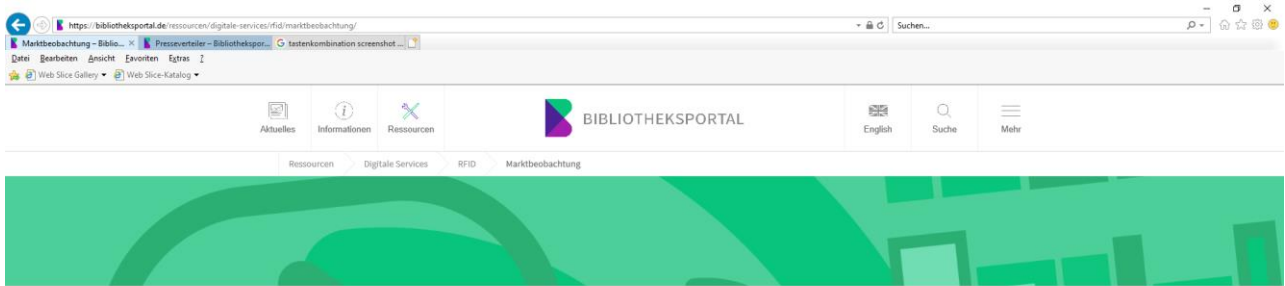 https://bibliotheksportal.de/ressourcen/digitale-services/rfid/marktbeobachtung/
Suchen...
Marktbeobachtung – Biblio...
Presseverteiler – Bibliothekspor...
tastenkombination screenshot ...
Datei Bearbeiten Ansicht Favoriten Extras ?
Web Slice Gallery
Web Slice-Katalog
Aktuelles
Informationen
Ressourcen
BIBLIOTHEKSPORTAL
English
Suche
Mehr
Ressourcen
Digitale Services
RFID
Marktbeobachtung